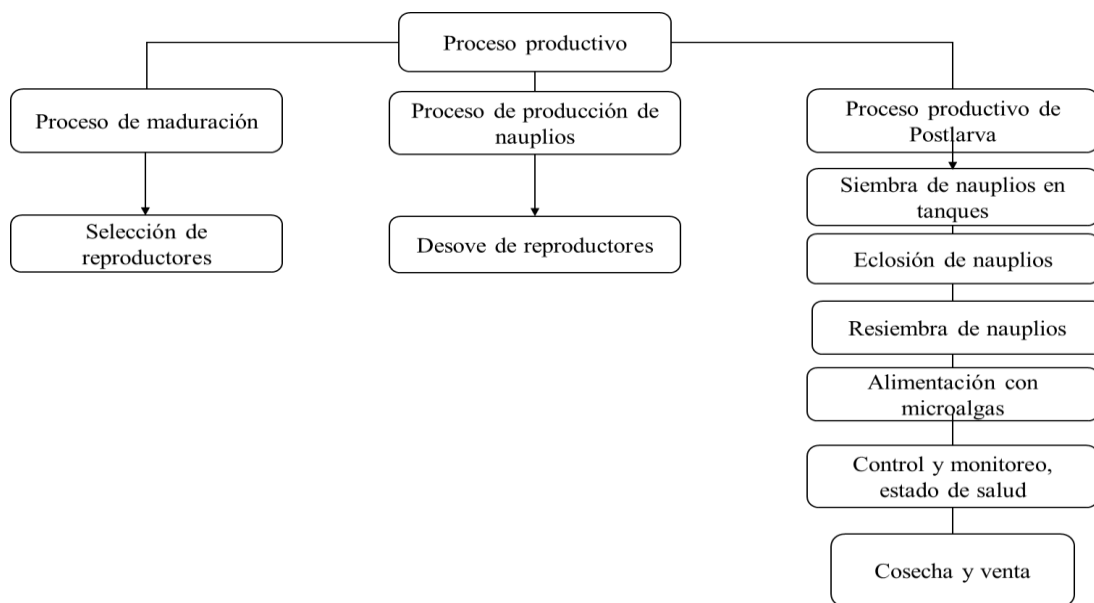 Proceso productivo
Proceso de maduración
Selección de
reproductores
Proceso de producción de
nauplios
Desove de reproductores
Proceso productivo de
Postlarva
Siembra de nauplios en
tanques
Eclosión de nauplios
Resiembra de nauplios
Alimentación con
microalgas
Control y monitoreo,
estado de salud
Cosecha y venta